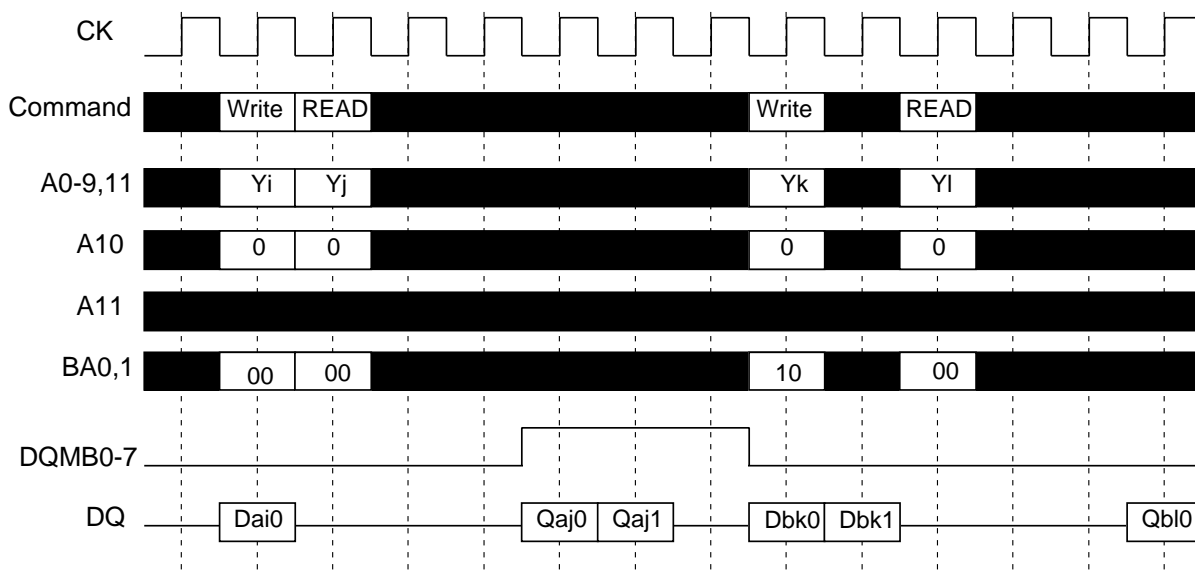 CK
Command Write READ Write READ
A0-9,11 Yi Yj Yk Yl
A10 0 0 0 0
A11
BA0,1 00 00 10 00
DQMB0-7
DQ Dai0 Qaj0 Qaj1 Dbk0 Dbk1 Qbl0